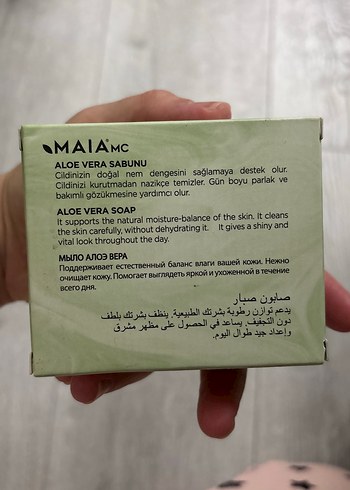 MAIA MC
ALOE VERA SABUNU
Cildinizin doğal nem dengesini sağlamaya destek olur.
Cildinizi kurutmadan nazikçe temizler. Gün boyu parlak ve
bakımlı gözükmesine yardımcı olur.
ALOE VERA SOAP
It supports the natural moisture-balance of the skin. It cleans
the skin carefully, without dehydrating it. It gives a shiny and
vital look throughout the day.
МЫЛО АЛОЭ ВЕРА
Поддерживает естественный баланс влаги вашей кожи. Нежно
очищает кожу. Помогает выглядеть яркой и ухоженной в течение
всего дня.
صابون صبار
يدعم توازن رطوبة بشرتك الطبيعية. ينظف بشرتك بلطف
دون التجفيف. يساعد في الحصول على مظهر مشرق
وإعداد جيد طوال اليوم.